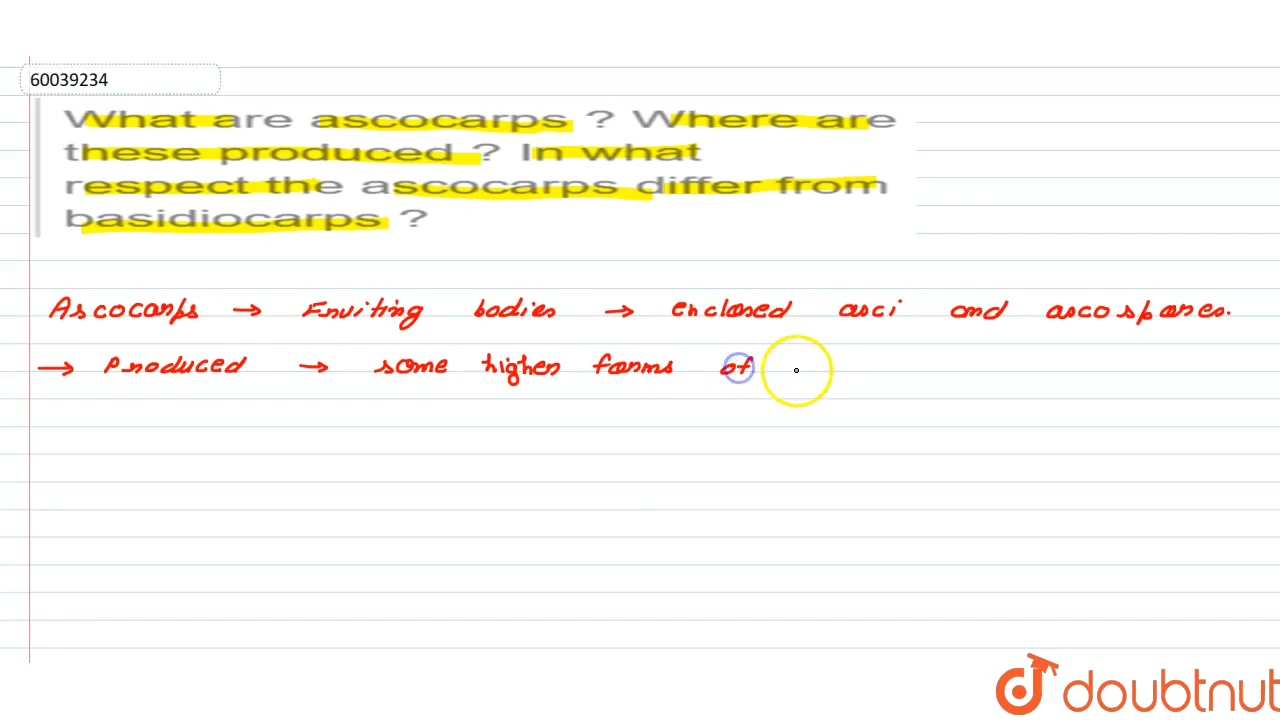 60039234
What are ascocarps ? Where are
these produced ? In what
respect the ascocarps differ from
basidiocarps ?
Ascocarps → Fruiting bodies → enclosed asci and ascospores.
→ Produced → some higher forms of
doubtnut